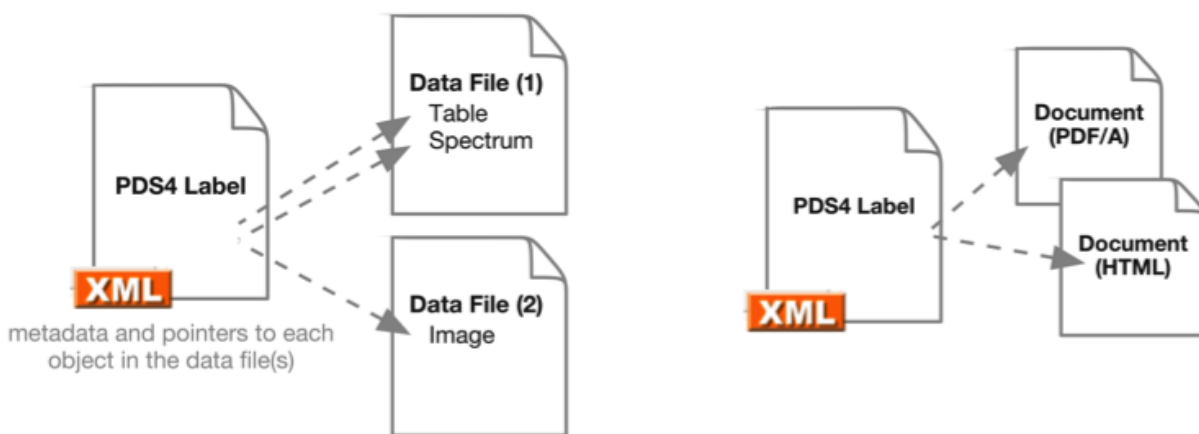 PDS4 Label
XML
metadata and pointers to each
object in the data file(s)
Data File (1)
Table
Spectrum
Data File (2)
Image
PDS4 Label
XML
Document
(PDF/A)
Document
(HTML)